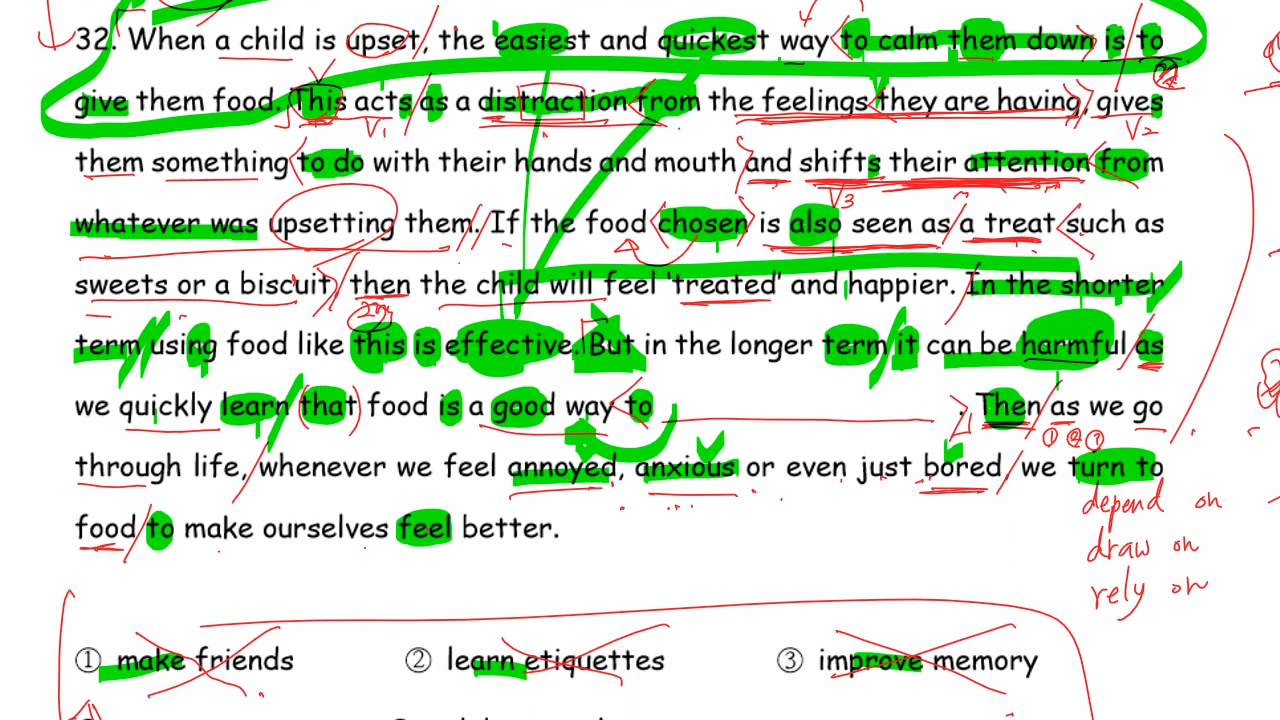 32. When a child is upset, the easiest and quickest way to calm them down is to
give them food. This acts as a distraction from the feelings they are having, gives
V1
V2
them something to do with their hands and mouth and shifts their attention from
V3
whatever was upsetting them. If the food chosen is also seen as a treat such as
sweets or a biscuit, then the child will feel 'treated' and happier. In the shorter
term using food like this is effective. But in the longer term it can be harmful as
we quickly learn that food is a good way to ____________. Then as we go
① ② ③
through life, whenever we feel annoyed, anxious or even just bored, we turn to
depend on
food to make ourselves feel better.
draw on
rely on
① make friends ② learn etiquettes ③ improve memory